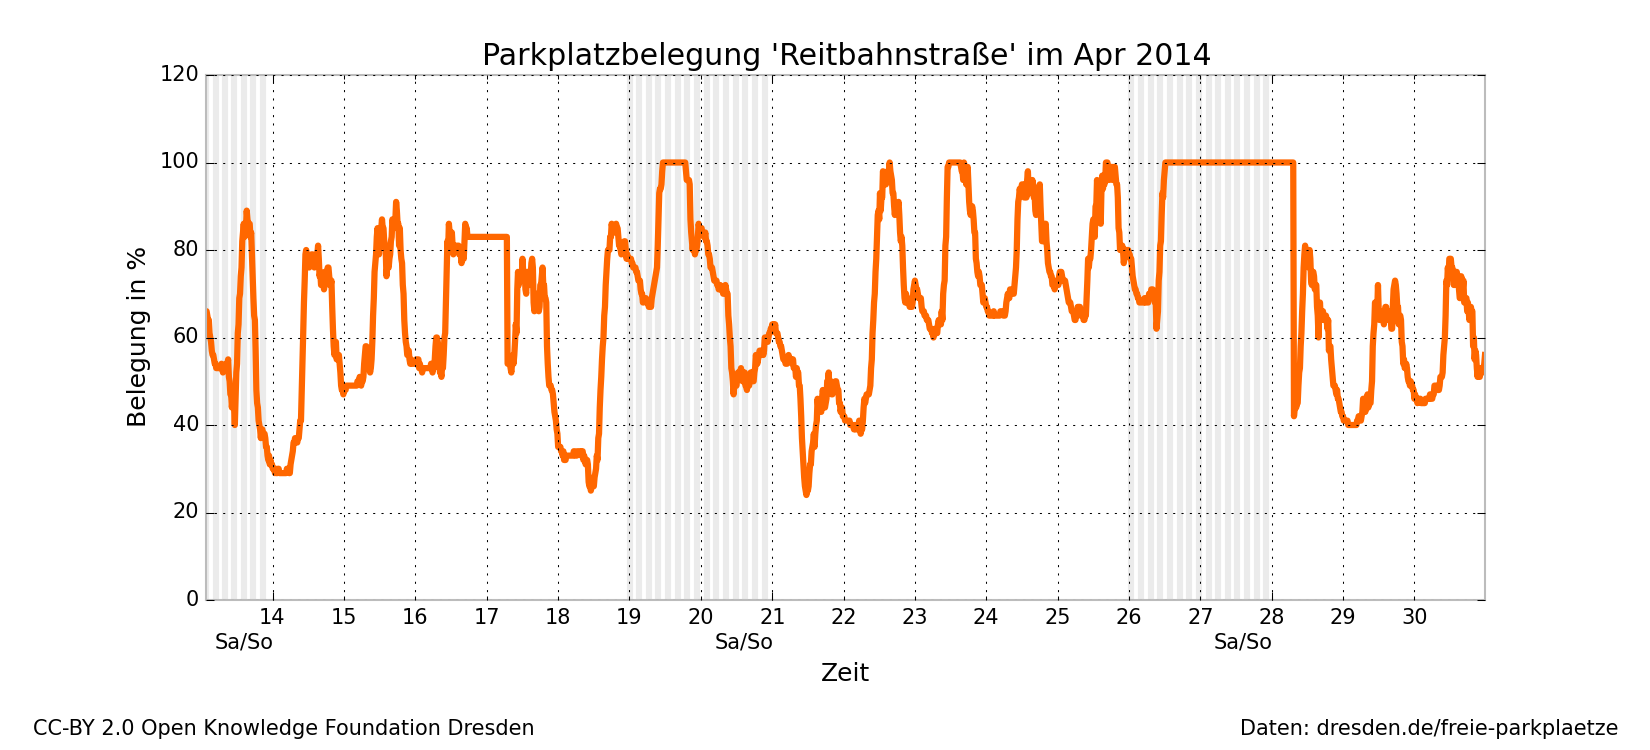 Parkplatzbelegung 'Reitbahnstraße' im Apr 2014
120
100
80
60
40
20
0
Belegung in %
14 15 16 17 18 19 20 21 22 23 24 25 26 27 28 29 30
Sa/So Sa/So Sa/So
Zeit
CC-BY 2.0 Open Knowledge Foundation Dresden
Daten: dresden.de/freie-parkplaetze